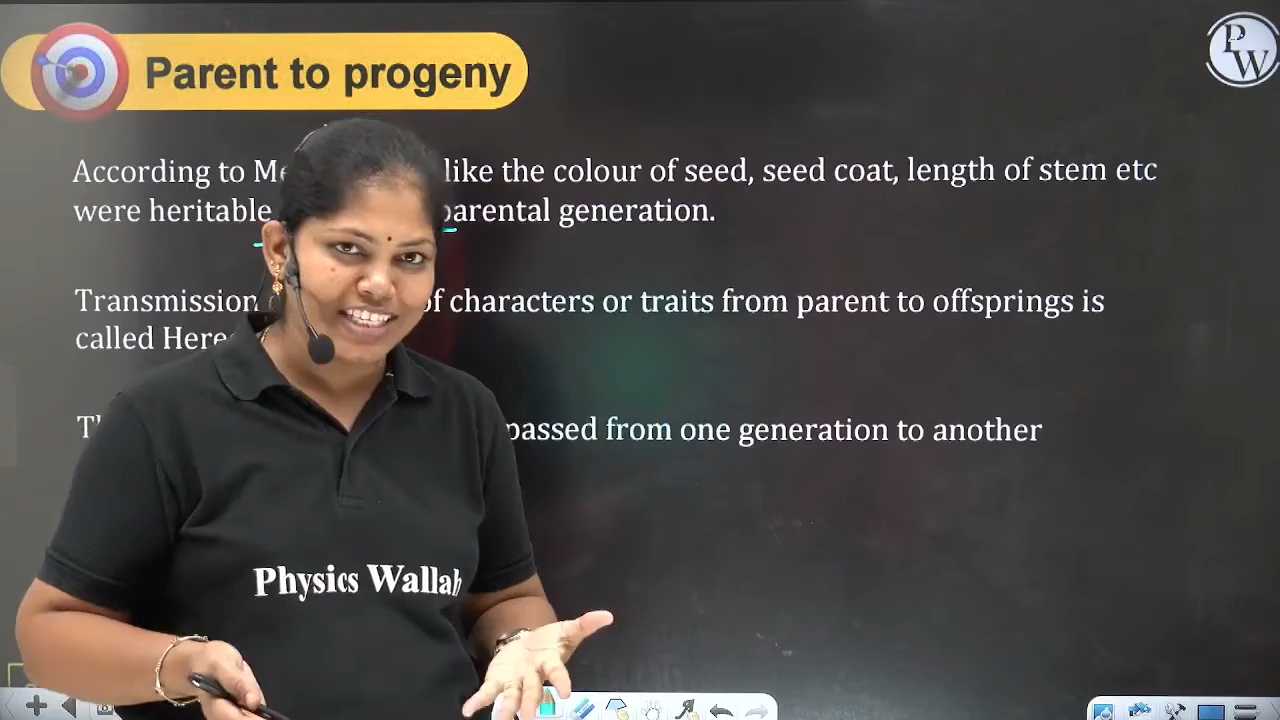 Parent to progeny
PW
According to like the colour of seed, seed coat, length of stem etc
were heritable parental generation.
Transmission of characters or traits from parent to offsprings is
called
passed from one generation to another
Physics Wallah